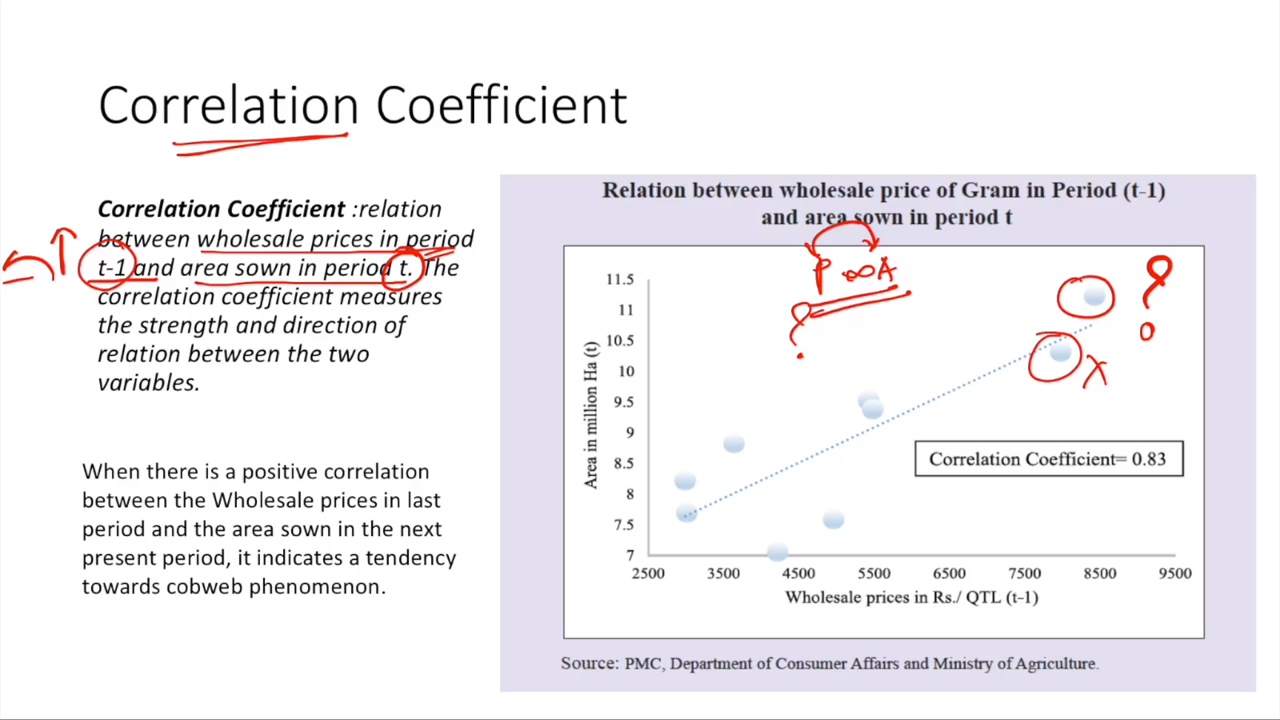 Correlation Coefficient
Correlation Coefficient :relation
between wholesale prices in period
t-1 and area sown in period t. The
correlation coefficient measures
the strength and direction of
relation between the two
variables.
When there is a positive correlation
between the Wholesale prices in last
period and the area sown in the next
present period, it indicates a tendency
towards cobweb phenomenon.
Relation between wholesale price of Gram in Period (t-1)
and area sown in period t
P ∞ A
?
?
X
Area in million Ha (t)
11.5
11
10.5
10
9.5
9
8.5
8
7.5
7
Correlation Coefficient= 0.83
2500 3500 4500 5500 6500 7500 8500 9500
Wholesale prices in Rs./ QTL (t-1)
Source: PMC, Department of Consumer Affairs and Ministry of Agriculture.